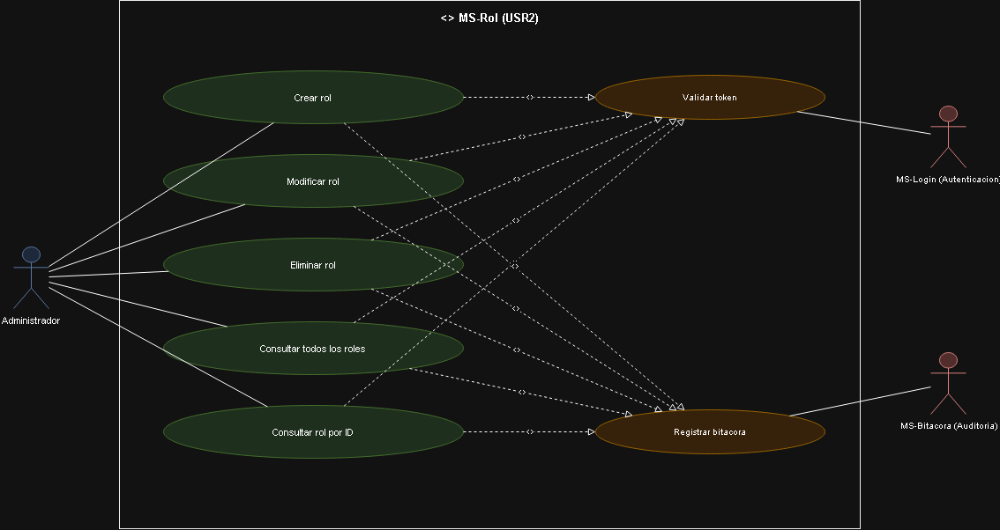 <> MS-Rol (USR2)
Crear rol
<>
Validar token
<>
Modificar rol
<>
MS-Login (Autenticacion)
<>
Administrador
Eliminar rol
<>
<>
Consultar todos los roles
<>
<>
Consultar rol por ID
<>
Registrar bitacora
MS-Bitacora (Auditoria)